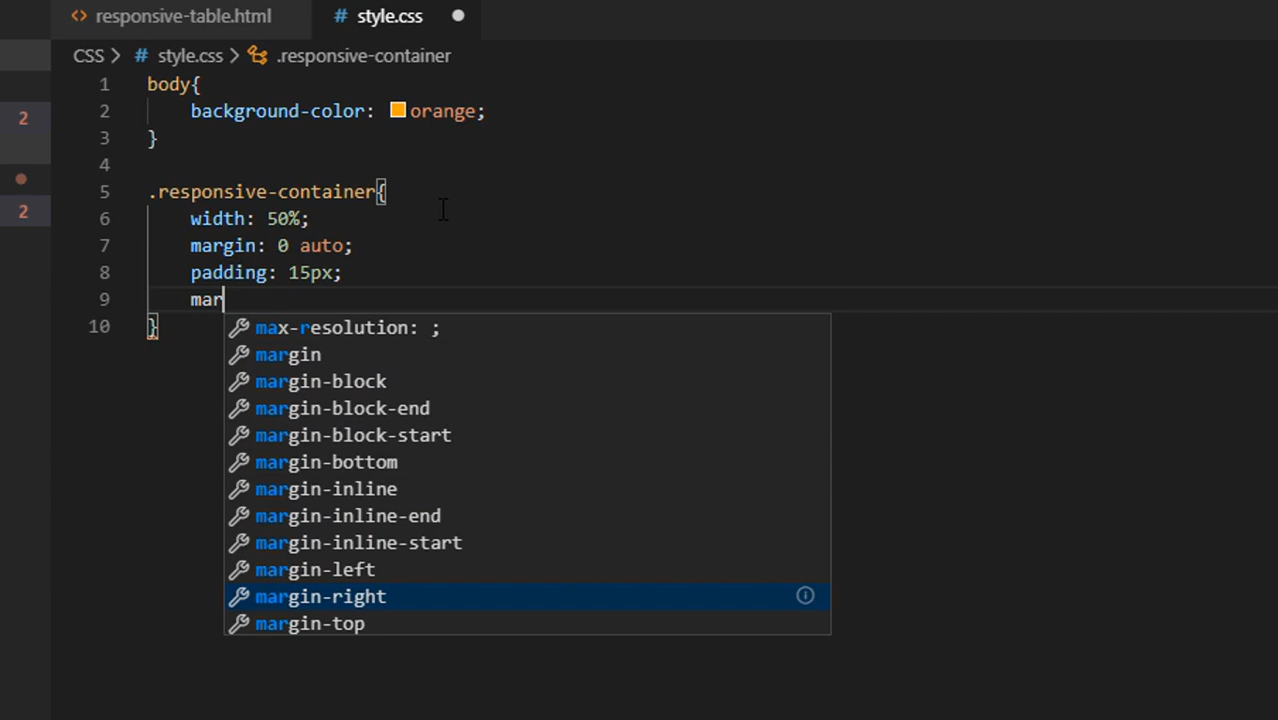 responsive-table.html # style.css
CSS > # style.css > .responsive-container
1 body{
2 2 background-color: orange;
3 }
4
5 .responsive-container{
2 6 width: 50%;
7 margin: 0 auto;
8 padding: 15px;
9 mar
10 }
max-resolution: ;
margin
margin-block
margin-block-end
margin-block-start
margin-bottom
margin-inline
margin-inline-end
margin-inline-start
margin-left
margin-right
margin-top